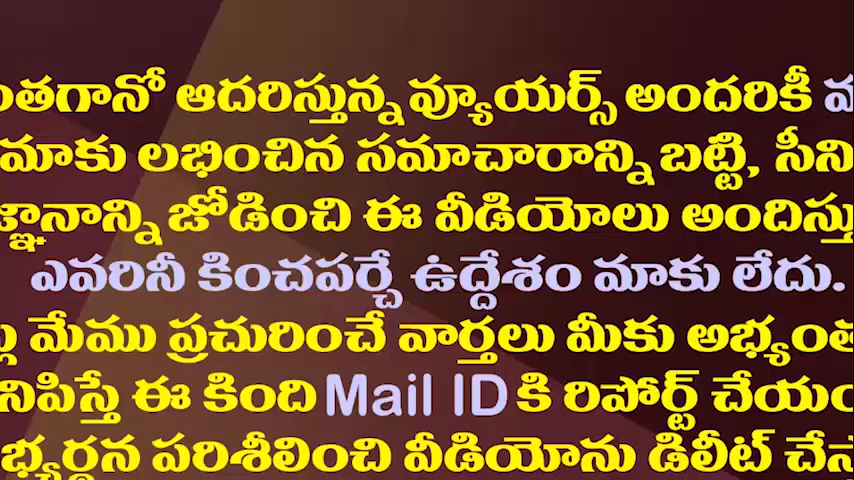 ంతగానో ఆదరిస్తున్న వ్యూయర్స్ అందరికీ
మాకు లభించిన సమాచారాన్ని బట్టి, సీని
జ్ఞానాన్ని జోడించి ఈ వీడియోలు అందిస్తు
ఎవరినీ కించపర్చే ఉద్దేశం మాకు లేదు.
మేము ప్రచురించే వార్తలు మీకు అభ్యంత
నిపిస్తే ఈ కింది Mail ID కి రిపోర్ట్ చేయం
భ్యర్థన పరిశీలించి వీడియోను డిలీట్ చేస